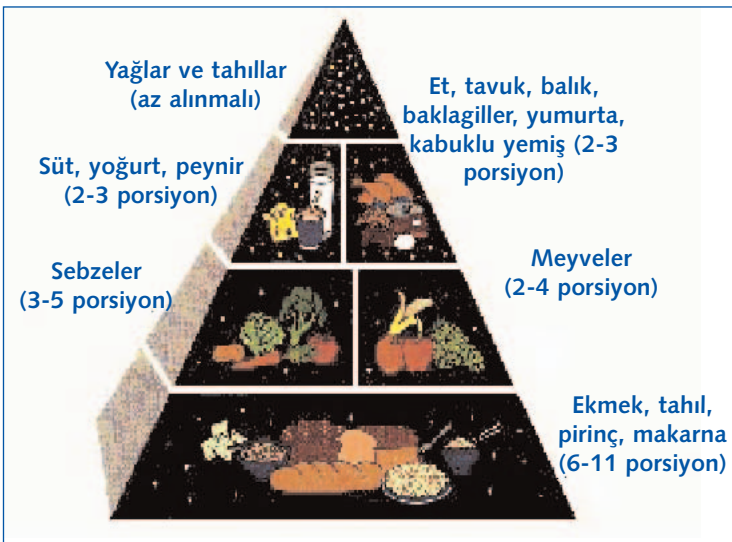 Yağlar ve tahıllar
(az alınmalı)
Et, tavuk, balık,
baklagiller, yumurta,
kabuklu yemiş (2-3
porsiyon)
Süt, yoğurt, peynir
(2-3 porsiyon)
Sebzeler
(3-5 porsiyon)
Meyveler
(2-4 porsiyon)
Ekmek, tahıl,
pirinç, makarna
(6-11 porsiyon)